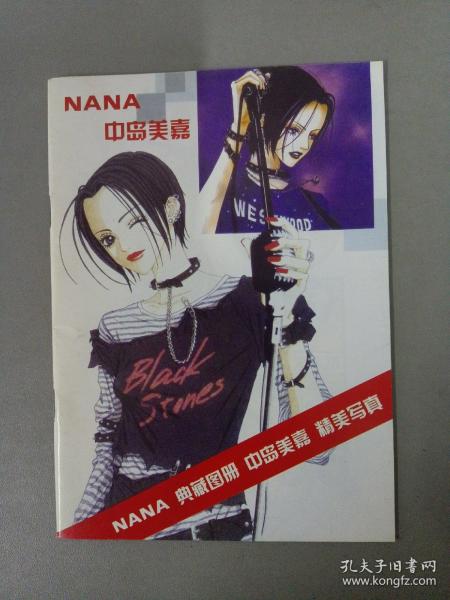 NANA
中岛美嘉
WESTWOOD
Black
Stones
NANA 典藏图册 中岛美嘉 精美写真
孔夫子旧书网
www.kongfz.com